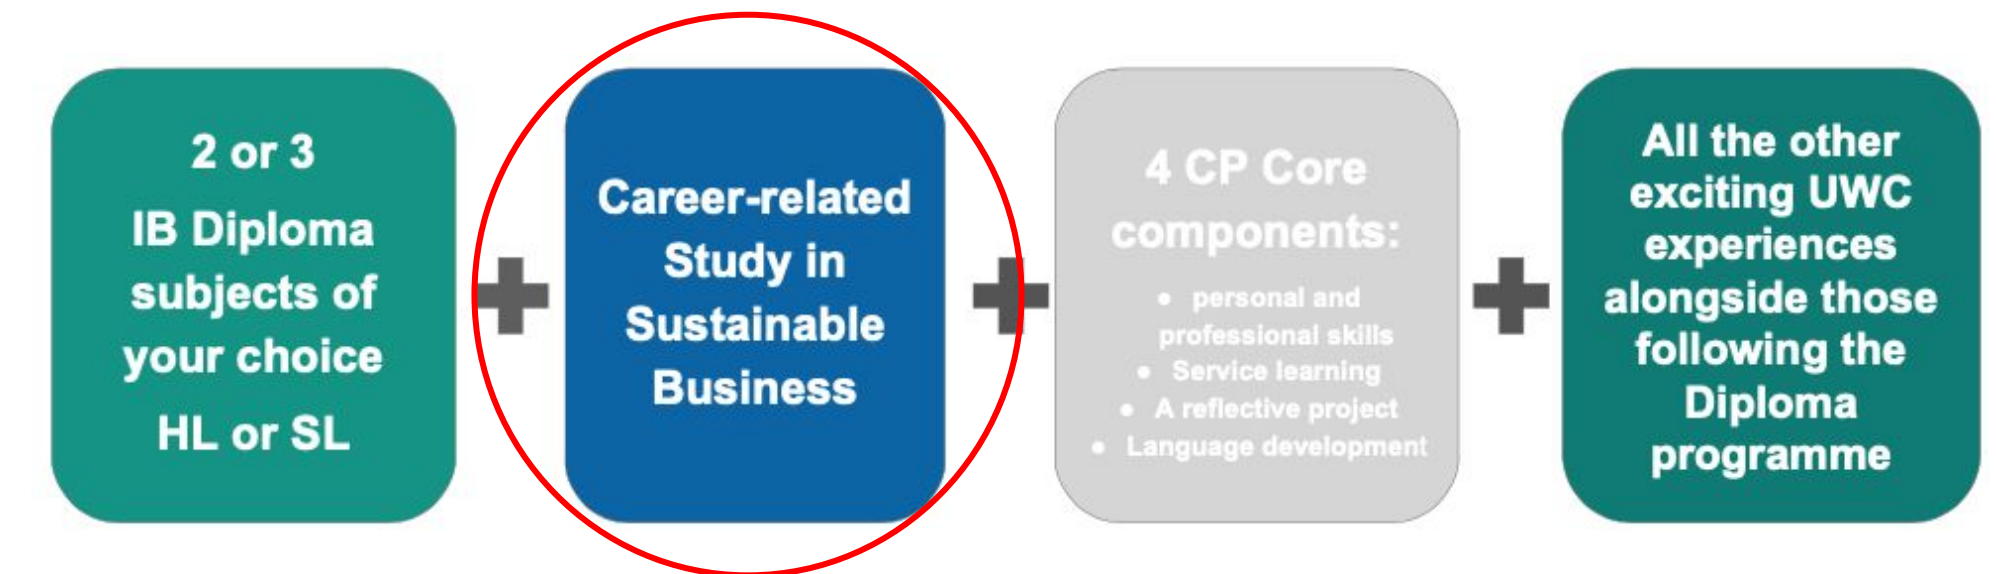 2 or 3
IB Diploma
subjects of
your choice
HL or SL
Career-related
Study in
Sustainable
Business
4 CP Core
components:
● personal and
professional skills
● Service learning
● A reflective project
● Language development
All the other
exciting UWC
experiences
alongside those
following the
Diploma
programme